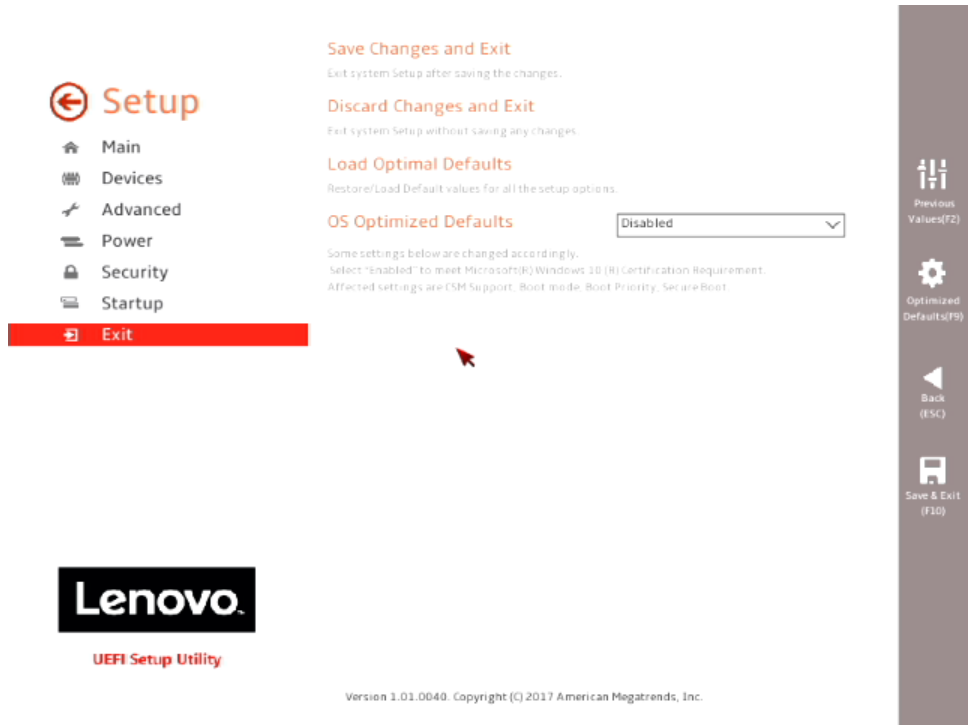 Setup
Main
Devices
Advanced
Power
Security
Startup
Exit
Save Changes and Exit
Exit system Setup after saving the changes.
Discard Changes and Exit
Exit system Setup without saving any changes.
Load Optimal Defaults
Restore/Load Default values for all the setup options.
OS Optimized Defaults
Disabled
Some settings below are changed accordingly.
Select "Enabled" to meet Microsoft(R) Windows 10 (R) Certification Requirement.
Affected settings are CSM Support, Boot mode, Boot Priority, Secure Boot.
Previous
Values(F2)
Optimized
Defaults(F9)
Back
(ESC)
Save & Exit
(F10)
Lenovo.
UEFI Setup Utility
Version 1.01.0040. Copyright (C) 2017 American Megatrends, Inc.